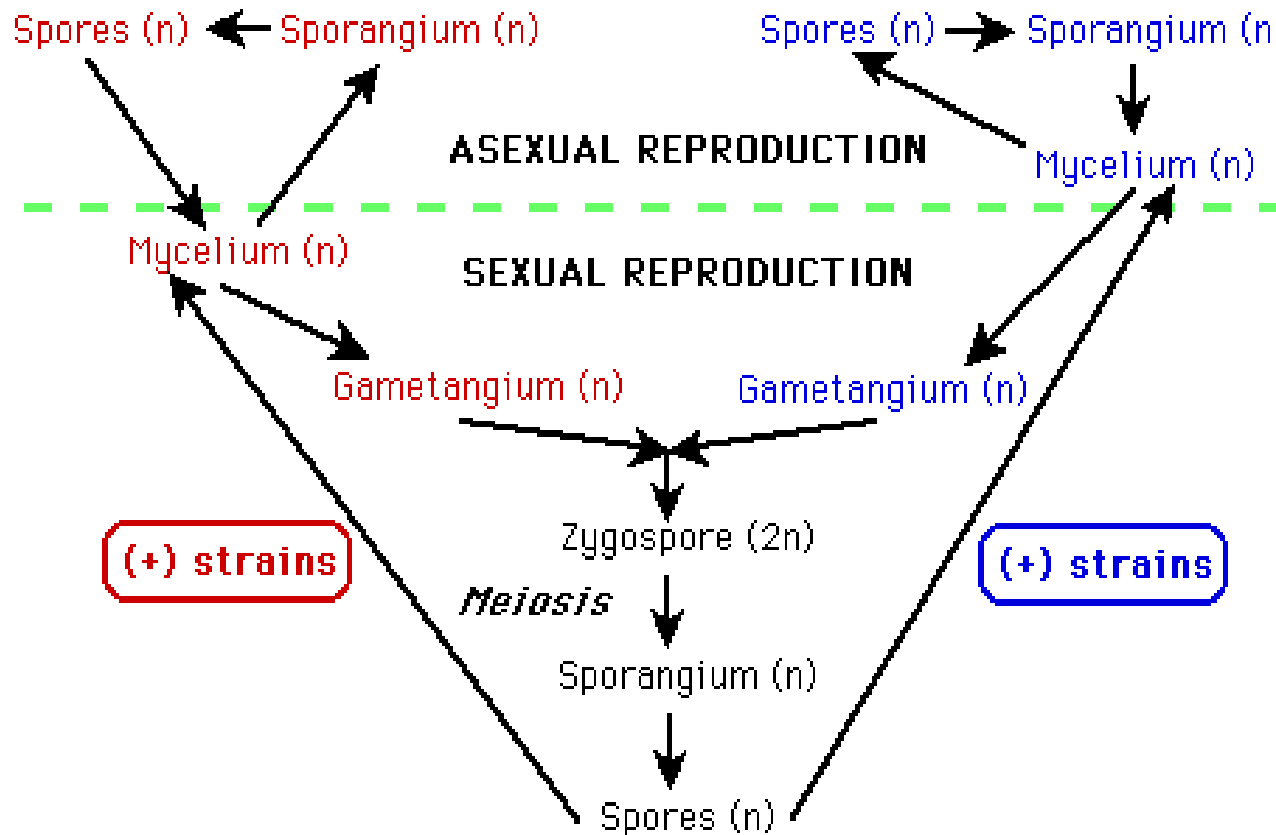 Spores (n)
Sporangium (n)
Spores (n)
Sporangium (n
ASEXUAL REPRODUCTION
Mycelium (n)
Mycelium (n)
SEXUAL REPRODUCTION
Gametangium (n)
Gametangium (n)
Zygospore (2n)
(+) strains
(+) strains
Meiosis
Sporangium (n)
Spores (n)